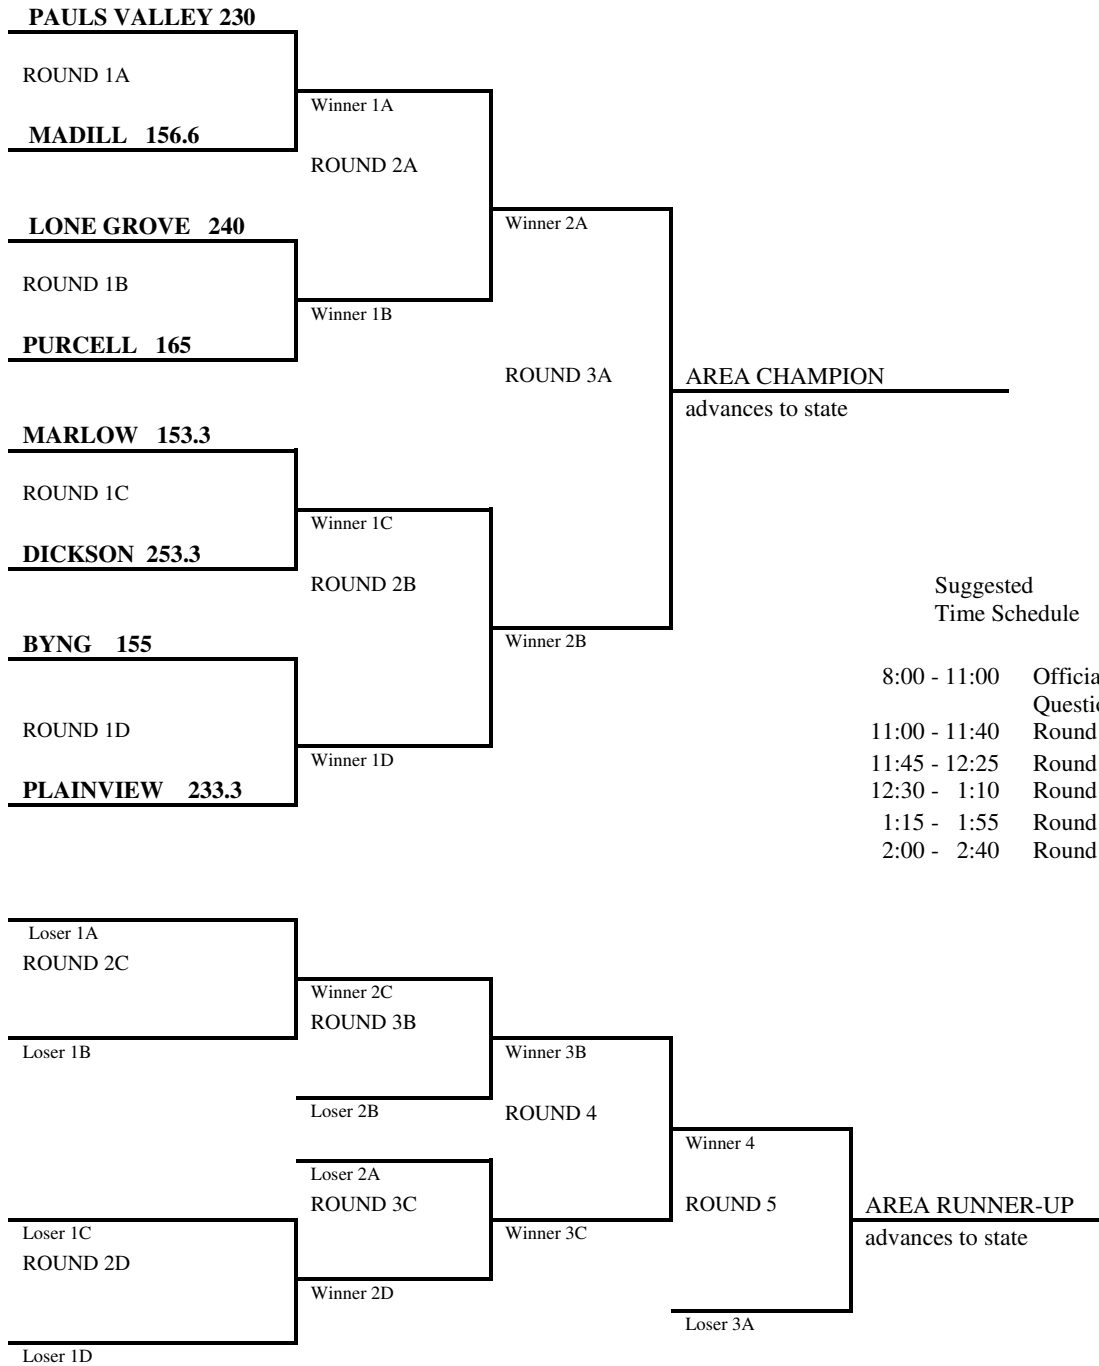 PAULS VALLEY 230
ROUND 1A
Winner 1A
MADILL 156.6
ROUND 2A
LONE GROVE 240
Winner 2A
ROUND 1B
Winner 1B
PURCELL 165
ROUND 3A
AREA CHAMPION
advances to state
MARLOW 153.3
ROUND 1C
Winner 1C
DICKSON 253.3
ROUND 2B
Suggested
Time Schedule
BYNG 155
Winner 2B
8:00 - 11:00
ROUND 1D
11:00 - 11:40 Round
Winner 1D
11:45 - 12:25 Round
PLAINVIEW 233.3
12:30 - 1:10 Round
1:15 - 1:55 Round
2:00 - 2:40 Round
Loser 1A
ROUND 2C
Winner 2C
ROUND 3B
Loser 1B
Winner 3B
Loser 2B
ROUND 4
Winner 4
Loser 2A
ROUND 3C
ROUND 5
AREA RUNNER-UP
Loser 1C
Winner 3C
advances to state
ROUND 2D
Winner 2D
Loser 3A
Loser 1D